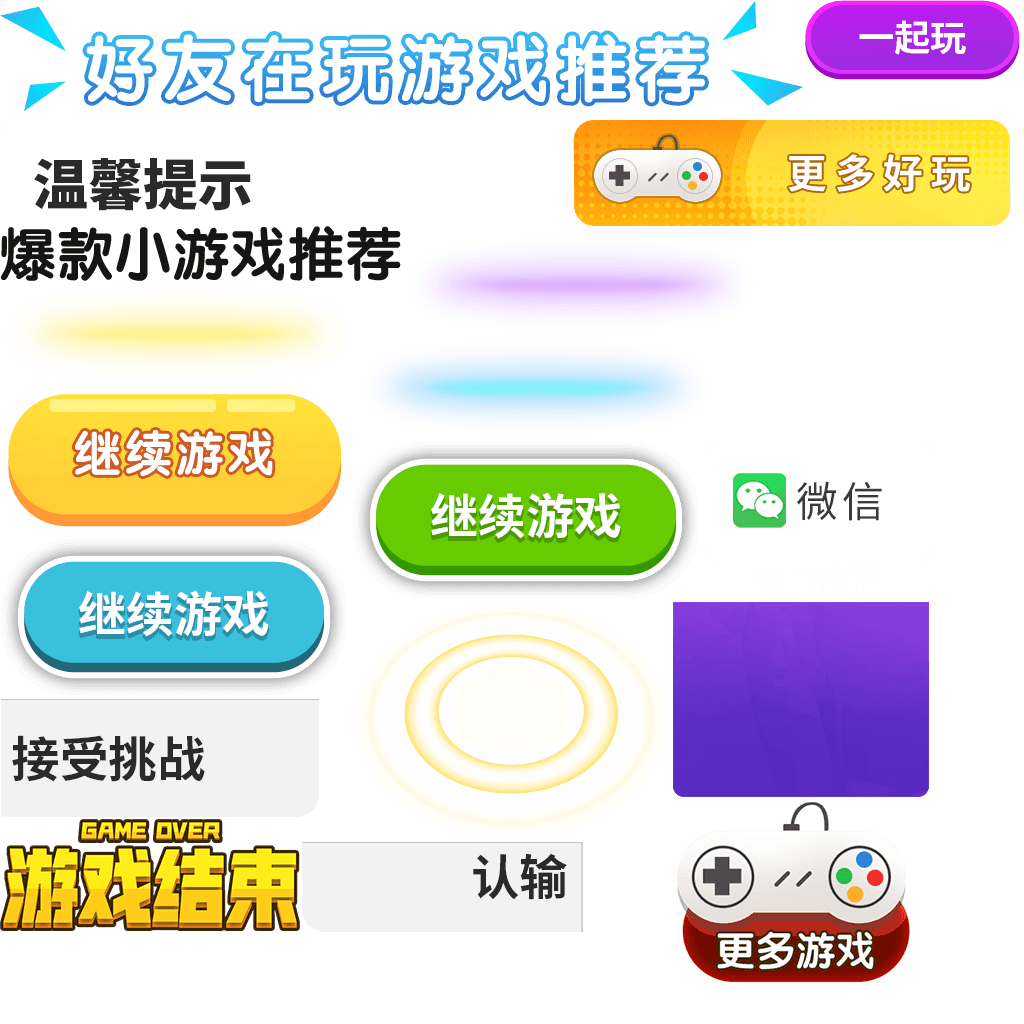 好友在玩游戏推荐
一起玩
更多好玩
温馨提示
爆款小游戏推荐
继续游戏
继续游戏
微信
继续游戏
接受挑战
GAME OVER
游戏结束
认输
更多游戏